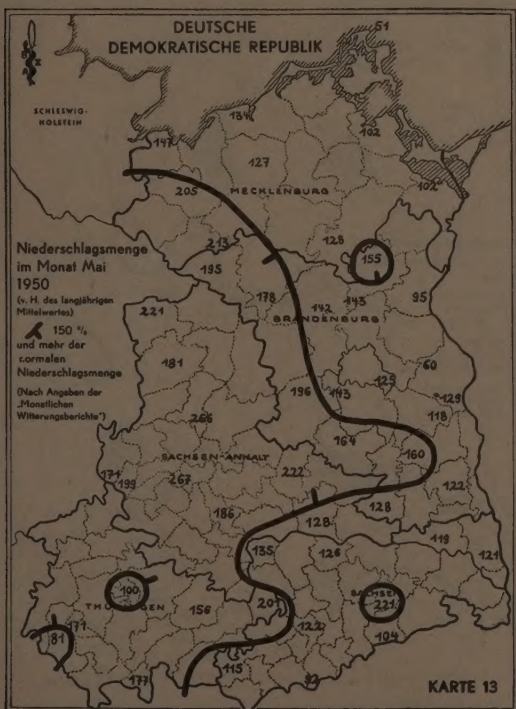 DEUTSCHE
DEMOKRATISCHE REPUBLIK
51
SCHLESWIG-
HOLSTEIN
134
102
147
127
MECKLENBURG
205
102
213
128
155
195
Niederschlagsmenge
im Monat Mai
1950
(v. H. des langjährigen
Mittelwertes)
150 %
und mehr der
normalen
Niederschlagsmenge
(Nach Angaben der
„Monatlichen
Witterungsberichte")
178
142
143
95
BRANDENBURG
221
181
60
129
129
196
143
118
266
164
160
SACHSEN-ANHALT
222
171
199
267
122
186
128
128
119
135
126
121
100
THÜRINGEN
156
201
SACHSEN
221
171
81
122
104
115
177
92
KARTE 13